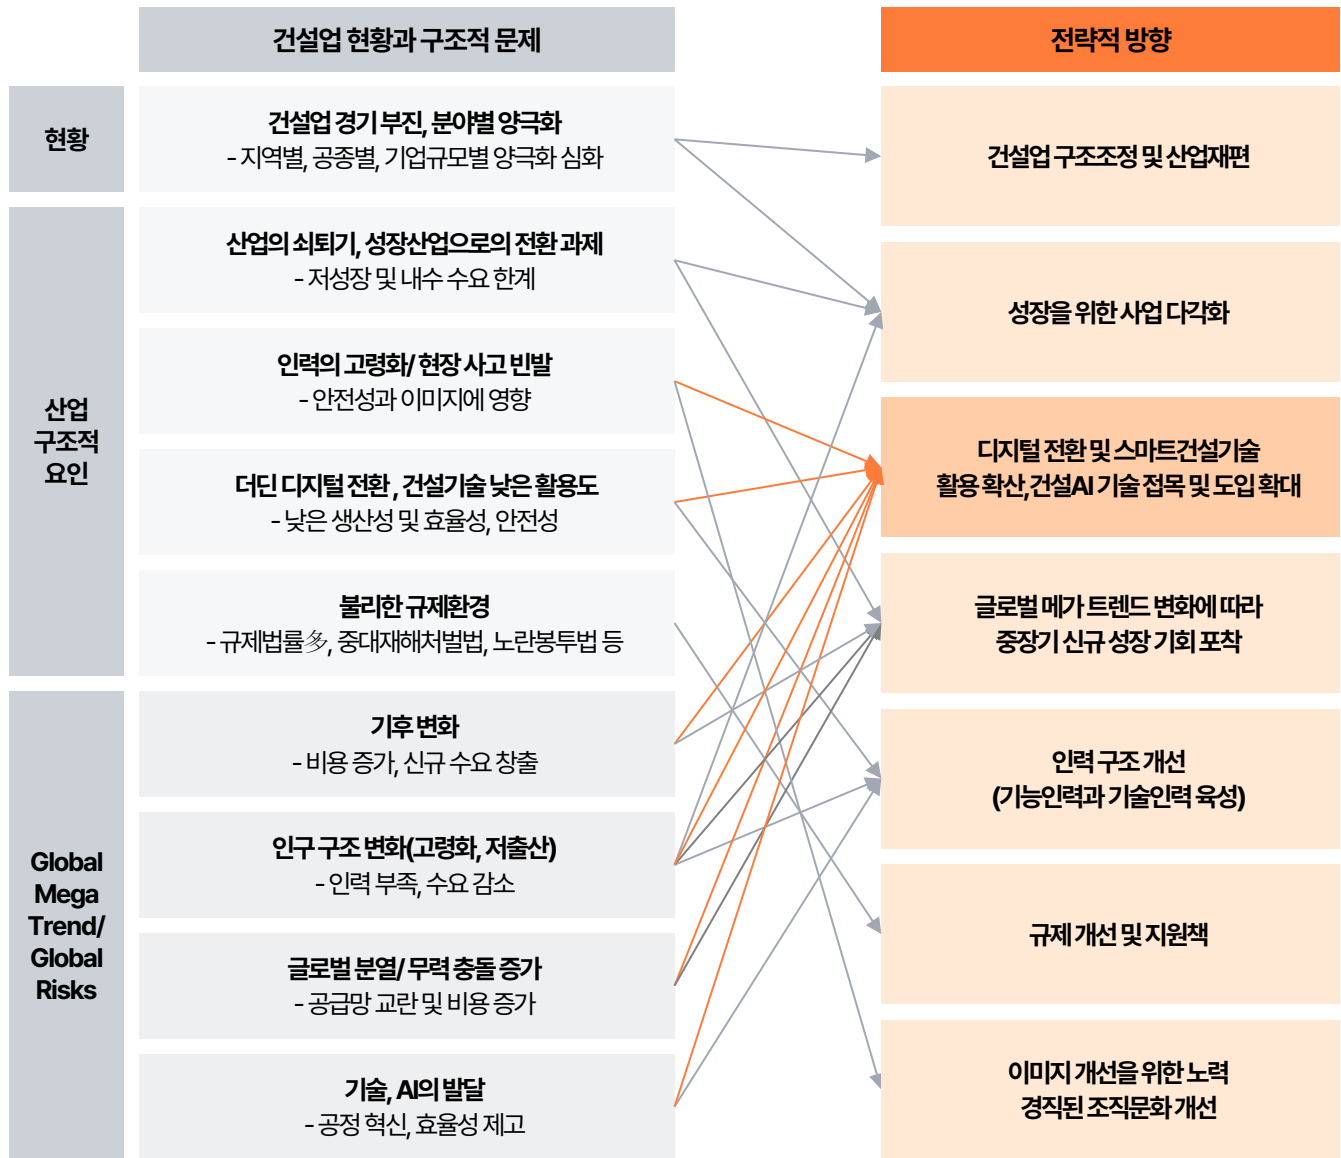 건설업 현황과 구조적 문제
전략적 방향
현황
건설업 경기 부진, 분야별 양극화
- 지역별, 공종별, 기업규모별 양극화 심화
산업
구조적
요인
산업의 쇠퇴기, 성장산업으로의 전환 과제
- 저성장 및 내수 수요 한계
인력의 고령화/ 현장 사고 빈발
- 안전성과 이미지에 영향
더딘 디지털 전환 , 건설기술 낮은 활용도
- 낮은 생산성 및 효율성, 안전성
불리한 규제환경
- 규제법률多, 중대재해처벌법, 노란봉투법 등
Global
Mega
Trend/
Global
Risks
기후 변화
- 비용 증가, 신규 수요 창출
인구 구조 변화(고령화, 저출산)
- 인력 부족, 수요 감소
글로벌 분열/ 무력 충돌 증가
- 공급망 교란 및 비용 증가
기술, AI의 발달
- 공정 혁신, 효율성 제고
건설업 구조조정 및 산업재편
성장을 위한 사업 다각화
디지털 전환 및 스마트건설기술
활용 확산,건설AI 기술 접목 및 도입 확대
글로벌 메가 트렌드 변화에 따라
중장기 신규 성장 기회 포착
인력 구조 개선
(기능인력과 기술인력 육성)
규제 개선 및 지원책
이미지 개선을 위한 노력
경직된 조직문화 개선